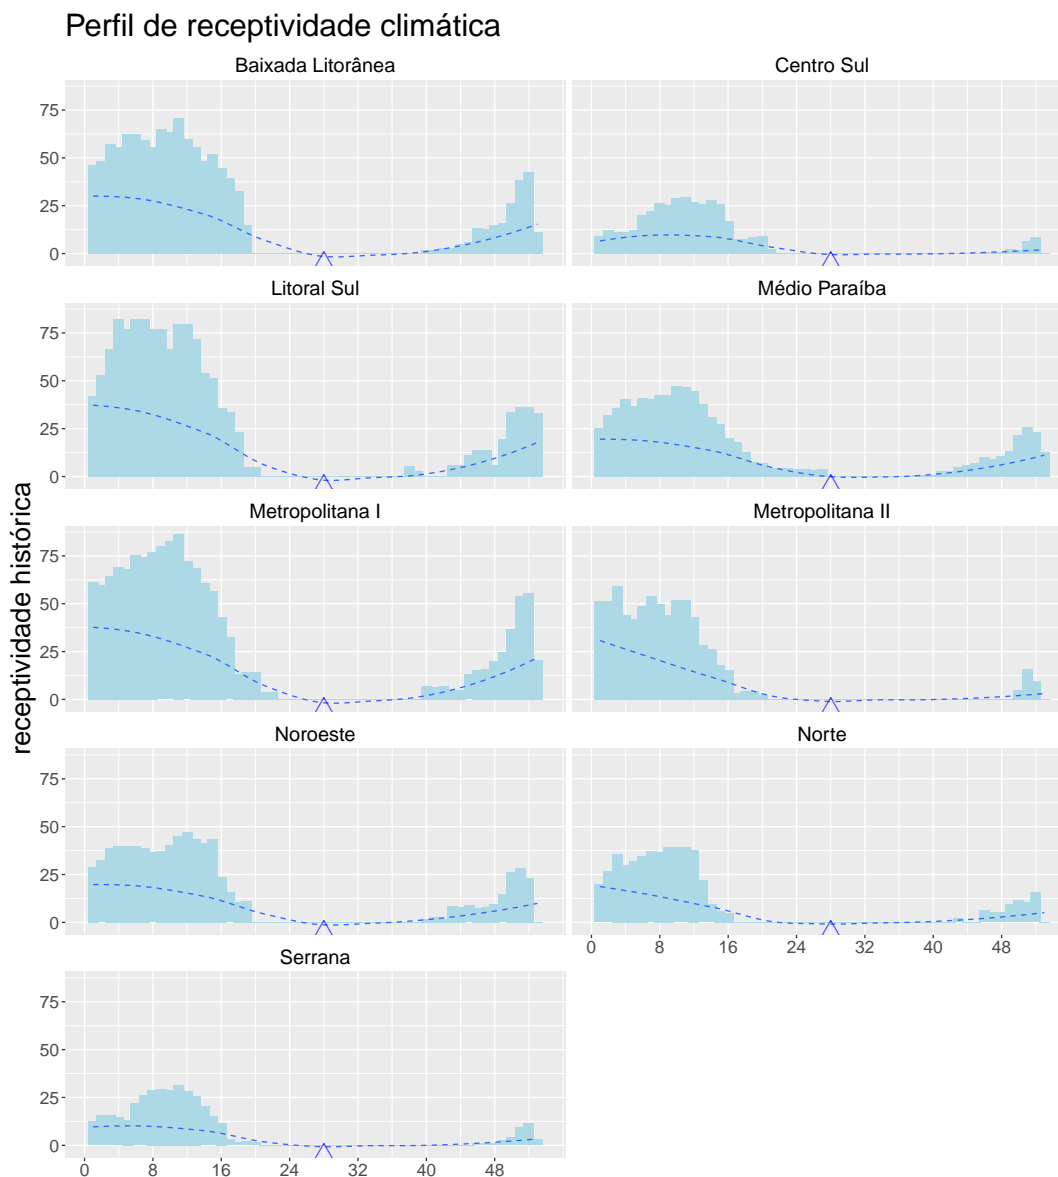 Perfil de receptividade climática
Baixada Litorânea
Centro Sul
75
50
25
0
Litoral Sul
Médio Paraíba
75
50
25
0
receptividade histórica
Metropolitana I
Metropolitana II
75
50
25
0
Noroeste
Norte
75
50
25
0
0 8 16 24 32 40 48
Serrana
75
50
25
0
0 8 16 24 32 40 48